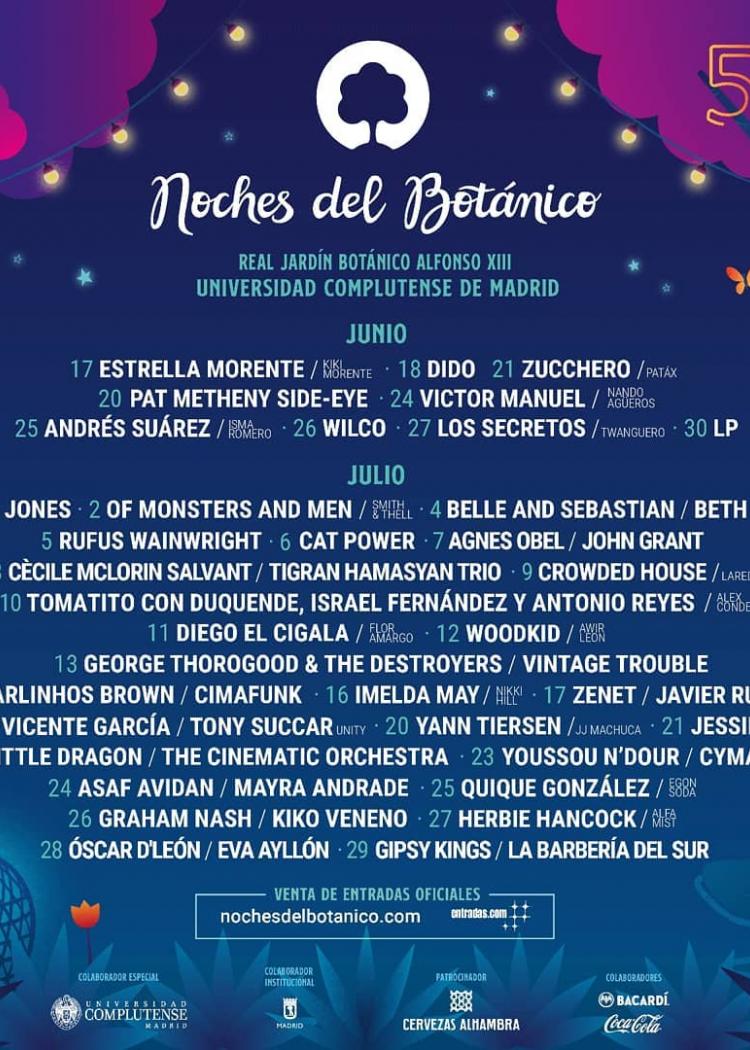 5
Noches del Botánico
REAL JARDÍN BOTÁNICO ALFONSO XIII
UNIVERSIDAD COMPLUTENSE DE MADRID
JUNIO
17 ESTRELLA MORENTE / KIKI MORENTE · 18 DIDO 21 ZUCCHERO / PATÁX
20 PAT METHENY SIDE-EYE · 24 VICTOR MANUEL / NANDO AGÜEROS
25 ANDRÉS SUÁREZ / ISMA ROMERO · 26 WILCO · 27 LOS SECRETOS / TWANGUERO · 30 LP
JULIO
JONES · 2 OF MONSTERS AND MEN / SMITH & THELL · 4 BELLE AND SEBASTIAN / BETH
5 RUFUS WAINWRIGHT · 6 CAT POWER · 7 AGNES OBEL / JOHN GRANT
CÈCILE MCLORIN SALVANT / TIGRAN HAMASYAN TRIO · 9 CROWDED HOUSE / LARED
10 TOMATITO CON DUQUENDE, ISRAEL FERNÁNDEZ Y ANTONIO REYES / ALEX CONDE
11 DIEGO EL CIGALA / FLOR AMARGO · 12 WOODKID / AWIR LEON
13 GEORGE THOROGOOD & THE DESTROYERS / VINTAGE TROUBLE
ARLINHOS BROWN / CIMAFUNK · 16 IMELDA MAY / NIKKI HILL · 17 ZENET / JAVIER RU
VICENTE GARCÍA / TONY SUCCAR UNITY · 20 YANN TIERSEN / JJ MACHUCA · 21 JESSI
TTLE DRAGON / THE CINEMATIC ORCHESTRA · 23 YOUSSOU N'DOUR / CYMA
24 ASAF AVIDAN / MAYRA ANDRADE · 25 QUIQUE GONZÁLEZ / EGON SODA
26 GRAHAM NASH / KIKO VENENO · 27 HERBIE HANCOCK / ALFA MIST
28 ÓSCAR D'LEÓN / EVA AYLLÓN · 29 GIPSY KINGS / LA BARBERÍA DEL SUR
VENTA DE ENTRADAS OFICIALES
nochesdelbotanico.com entradas.com
COLABORADOR ESPECIAL
UNIVERSIDAD
COMPLUTENSE
MADRID
COLABORADOR
INSTITUCIONAL
MADRID
PATROCINADOR
CERVEZAS ALHAMBRA
COLABORADORES
BACARDÍ
Coca-Cola